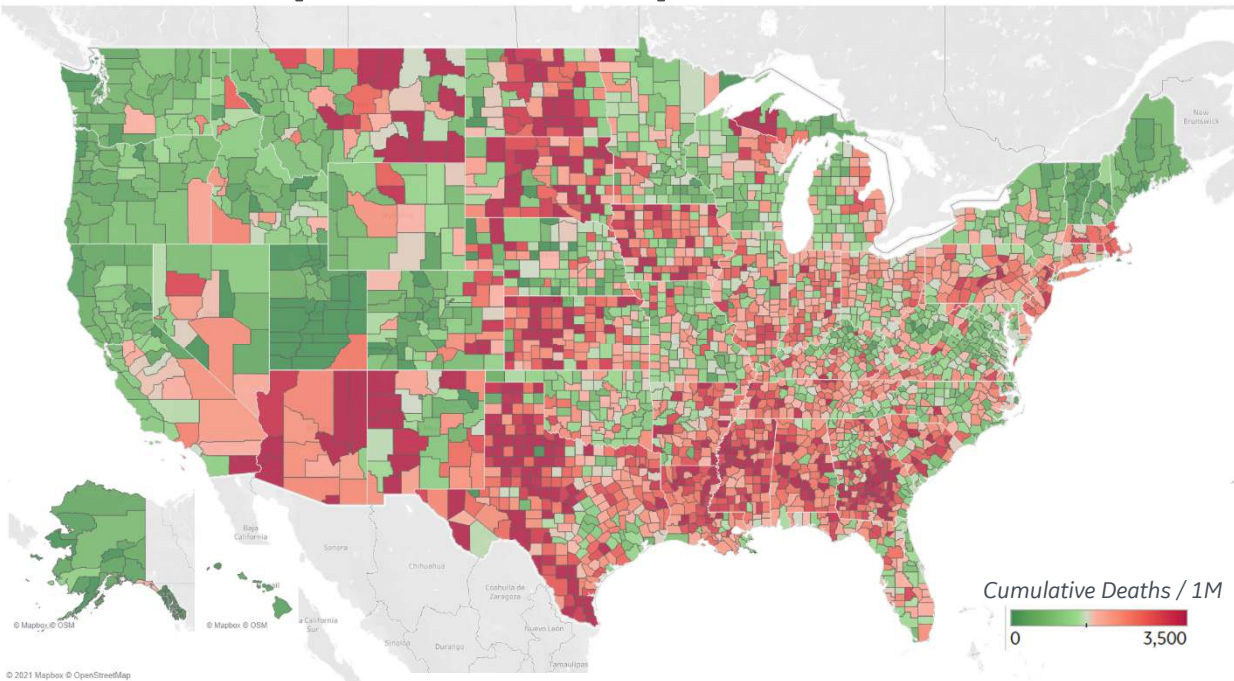 New
Brunswick
Baja
California
Sonora
Chihuahua
Coahuila de
Zaragoza
a California
Sur
Sinaloa
Durango
Nuevo León
Tamaulipas
© Mapbox © OSM
© Mapbox © OSM
Cumulative Deaths / 1M
0
3,500
© 2021 Mapbox © OpenStreetMap